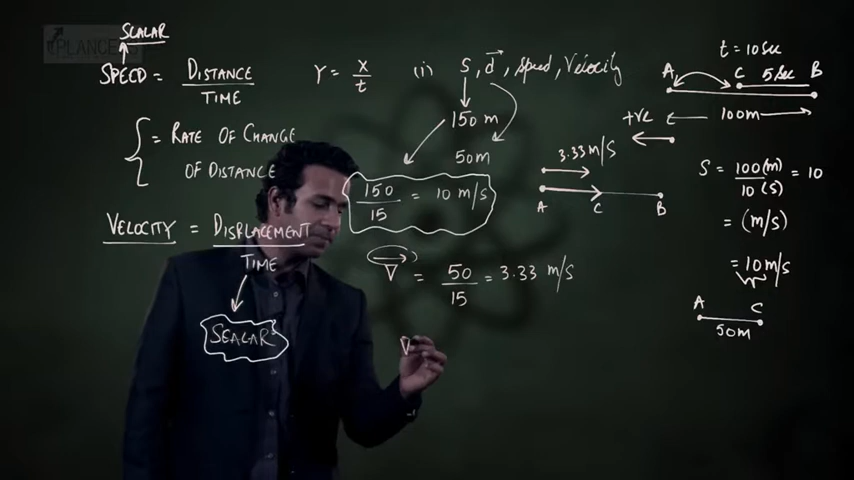 SCALAR
PLANCESS
SPEED = DISTANCE / TIME
Y = x / t
(i) S, d, speed, Velocity
150 m
50m
{ = RATE OF CHANGE
OF DISTANCE
150 / 15 = 10 m/s
VELOCITY = DISPLACEMENT / TIME
SCALAR
V = 50 / 15 = 3.33 m/s
V
3.33 m/s
A C B
t = 10 Sec
A C 5 Sec B
+ve
100m
S = 100 (m) / 10 (s) = 10
= (m/s)
= 10 m/s
A C
50m